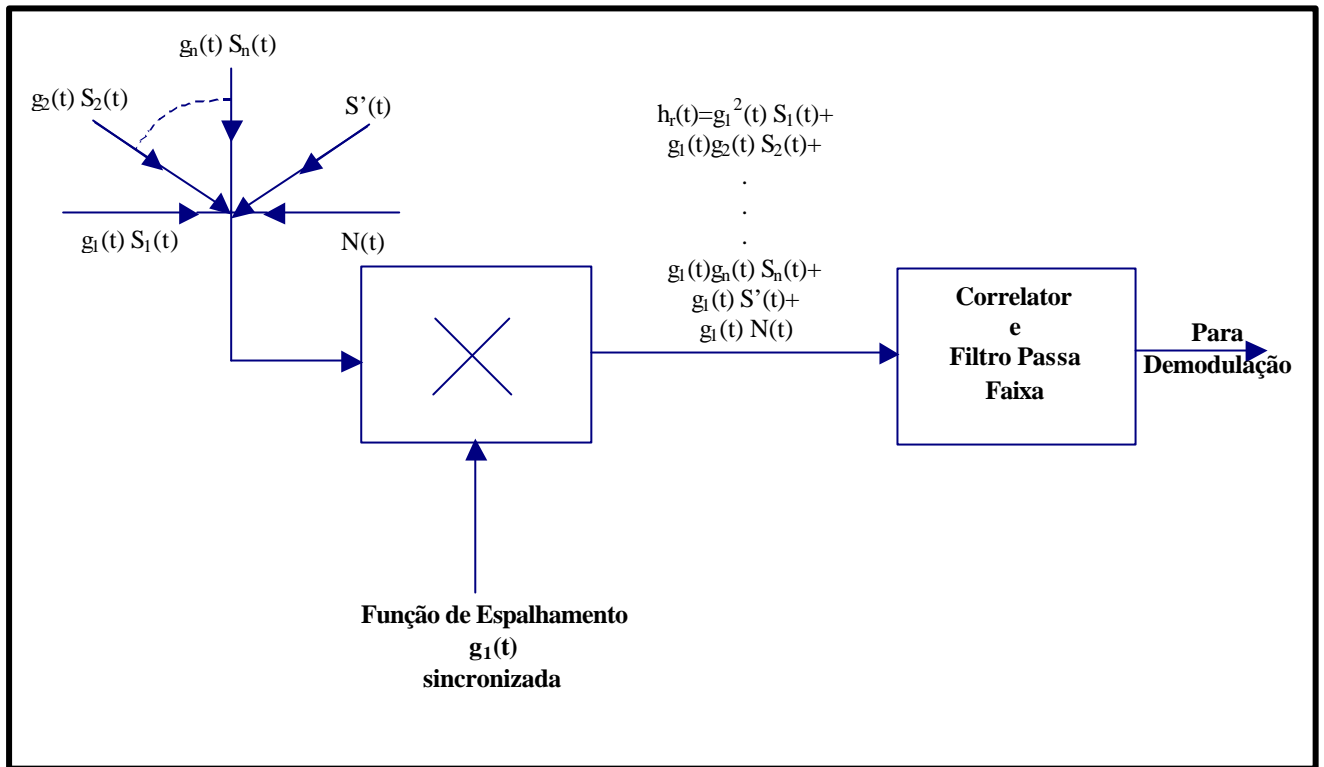 gₙ(t) Sₙ(t)
g₂(t) S₂(t)
S’(t)
g₁(t) S₁(t)
N(t)
hᵣ(t)=g₁²(t) S₁(t)+
g₁(t)g₂(t) S₂(t)+
.
.
.
g₁(t)gₙ(t) Sₙ(t)+
g₁(t) S’(t)+
g₁(t) N(t)
Correlator
e
Filtro Passa
Faixa
Para
Demodulação
Função de Espalhamento
g₁(t)
sincronizada